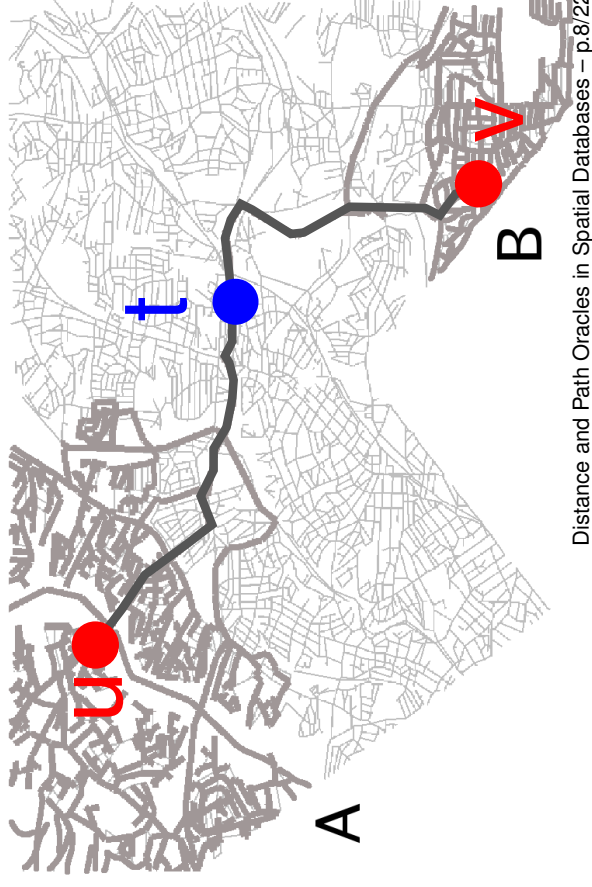 u
t
A
v
B
Distance and Path Oracles in Spatial Databases – p.8/22